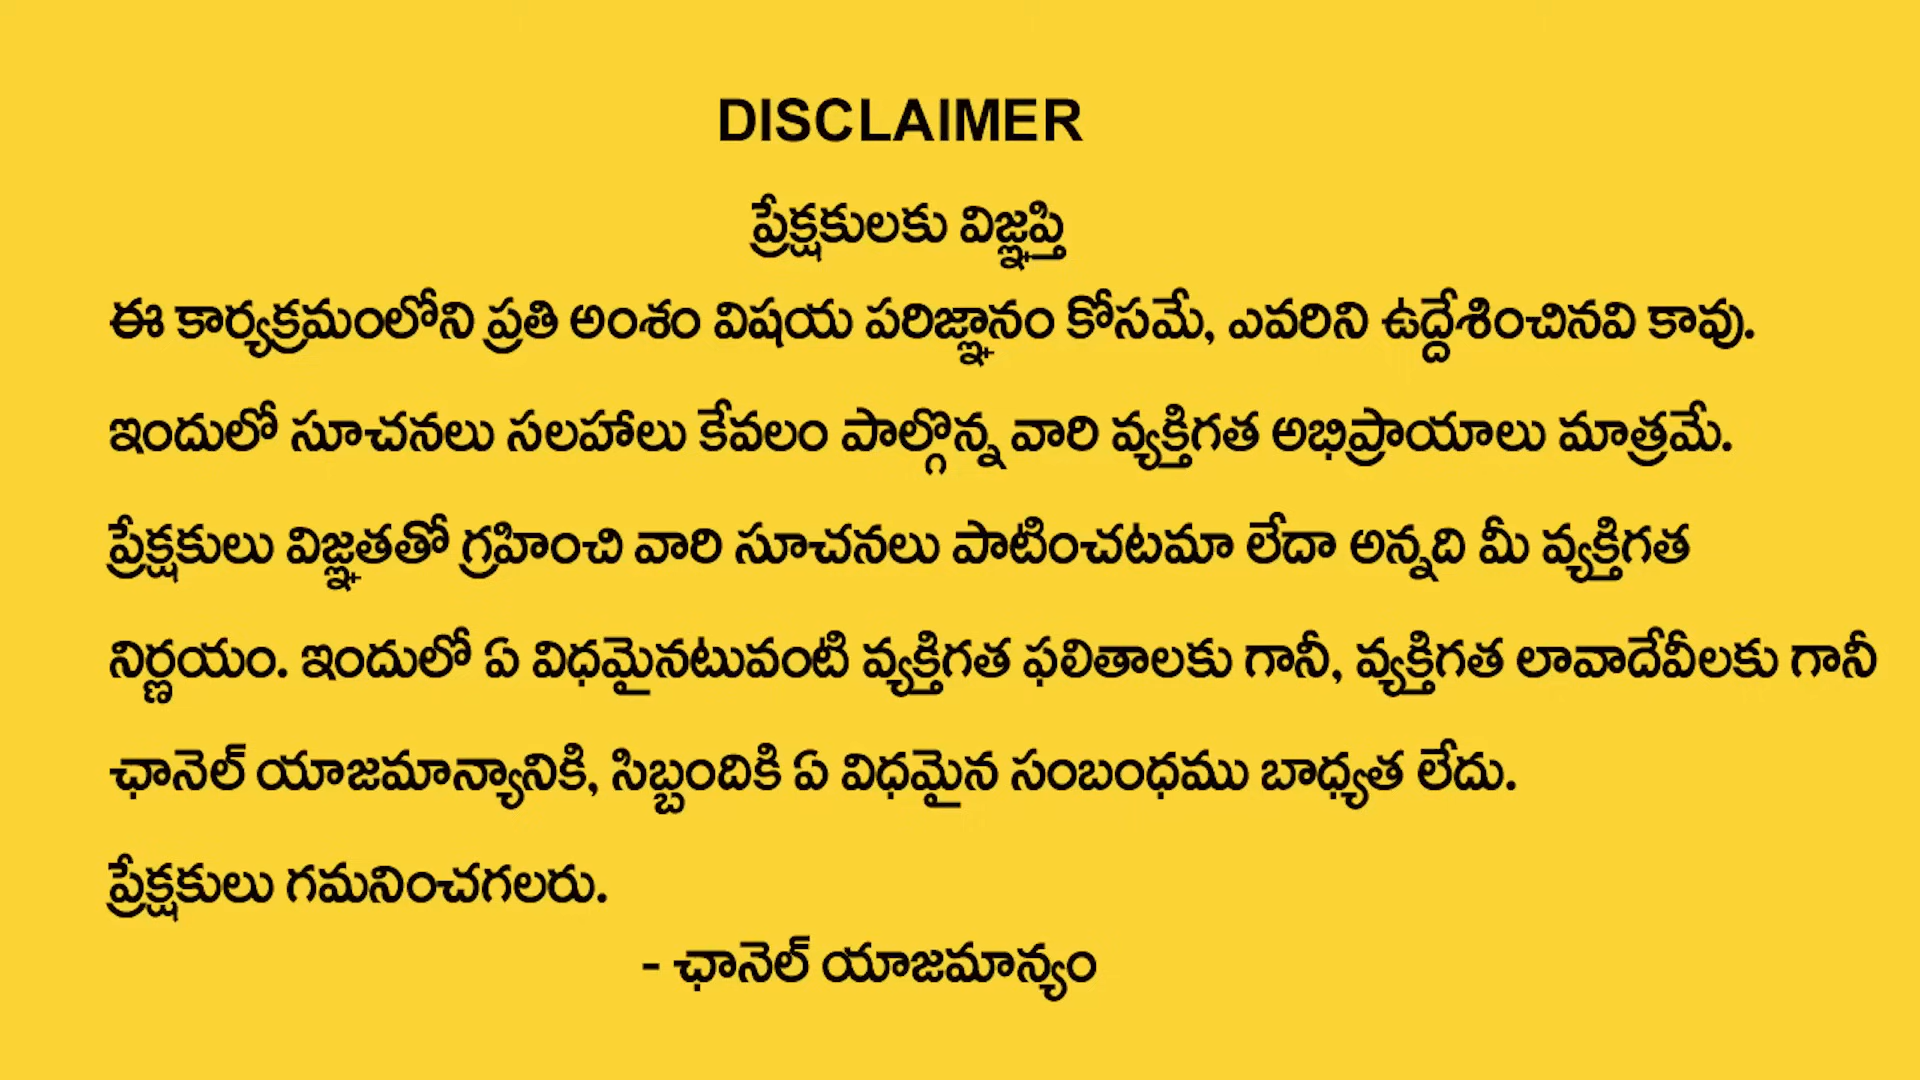 DISCLAIMER
ప్రేక్షకులకు విజ్ఞప్తి
ఈ కార్యక్రమంలోని ప్రతి అంశం విషయ పరిజ్ఞానం కోసమే, ఎవరిని ఉద్దేశించినవి కావు.
ఇందులో సూచనలు సలహాలు కేవలం పాల్గొన్న వారి వ్యక్తిగత అభిప్రాయాలు మాత్రమే.
ప్రేక్షకులు విజ్ఞతతో గ్రహించి వారి సూచనలు పాటించటమా లేదా అన్నది మీ వ్యక్తిగత
నిర్ణయం. ఇందులో ఏ విధమైనటువంటి వ్యక్తిగత ఫలితాలకు గానీ, వ్యక్తిగత లావాదేవీలకు గానీ
ఛానెల్ యాజమాన్యానికి, సిబ్బందికి ఏ విధమైన సంబంధము బాధ్యత లేదు.
ప్రేక్షకులు గమనించగలరు.
- ఛానెల్ యాజమాన్యం